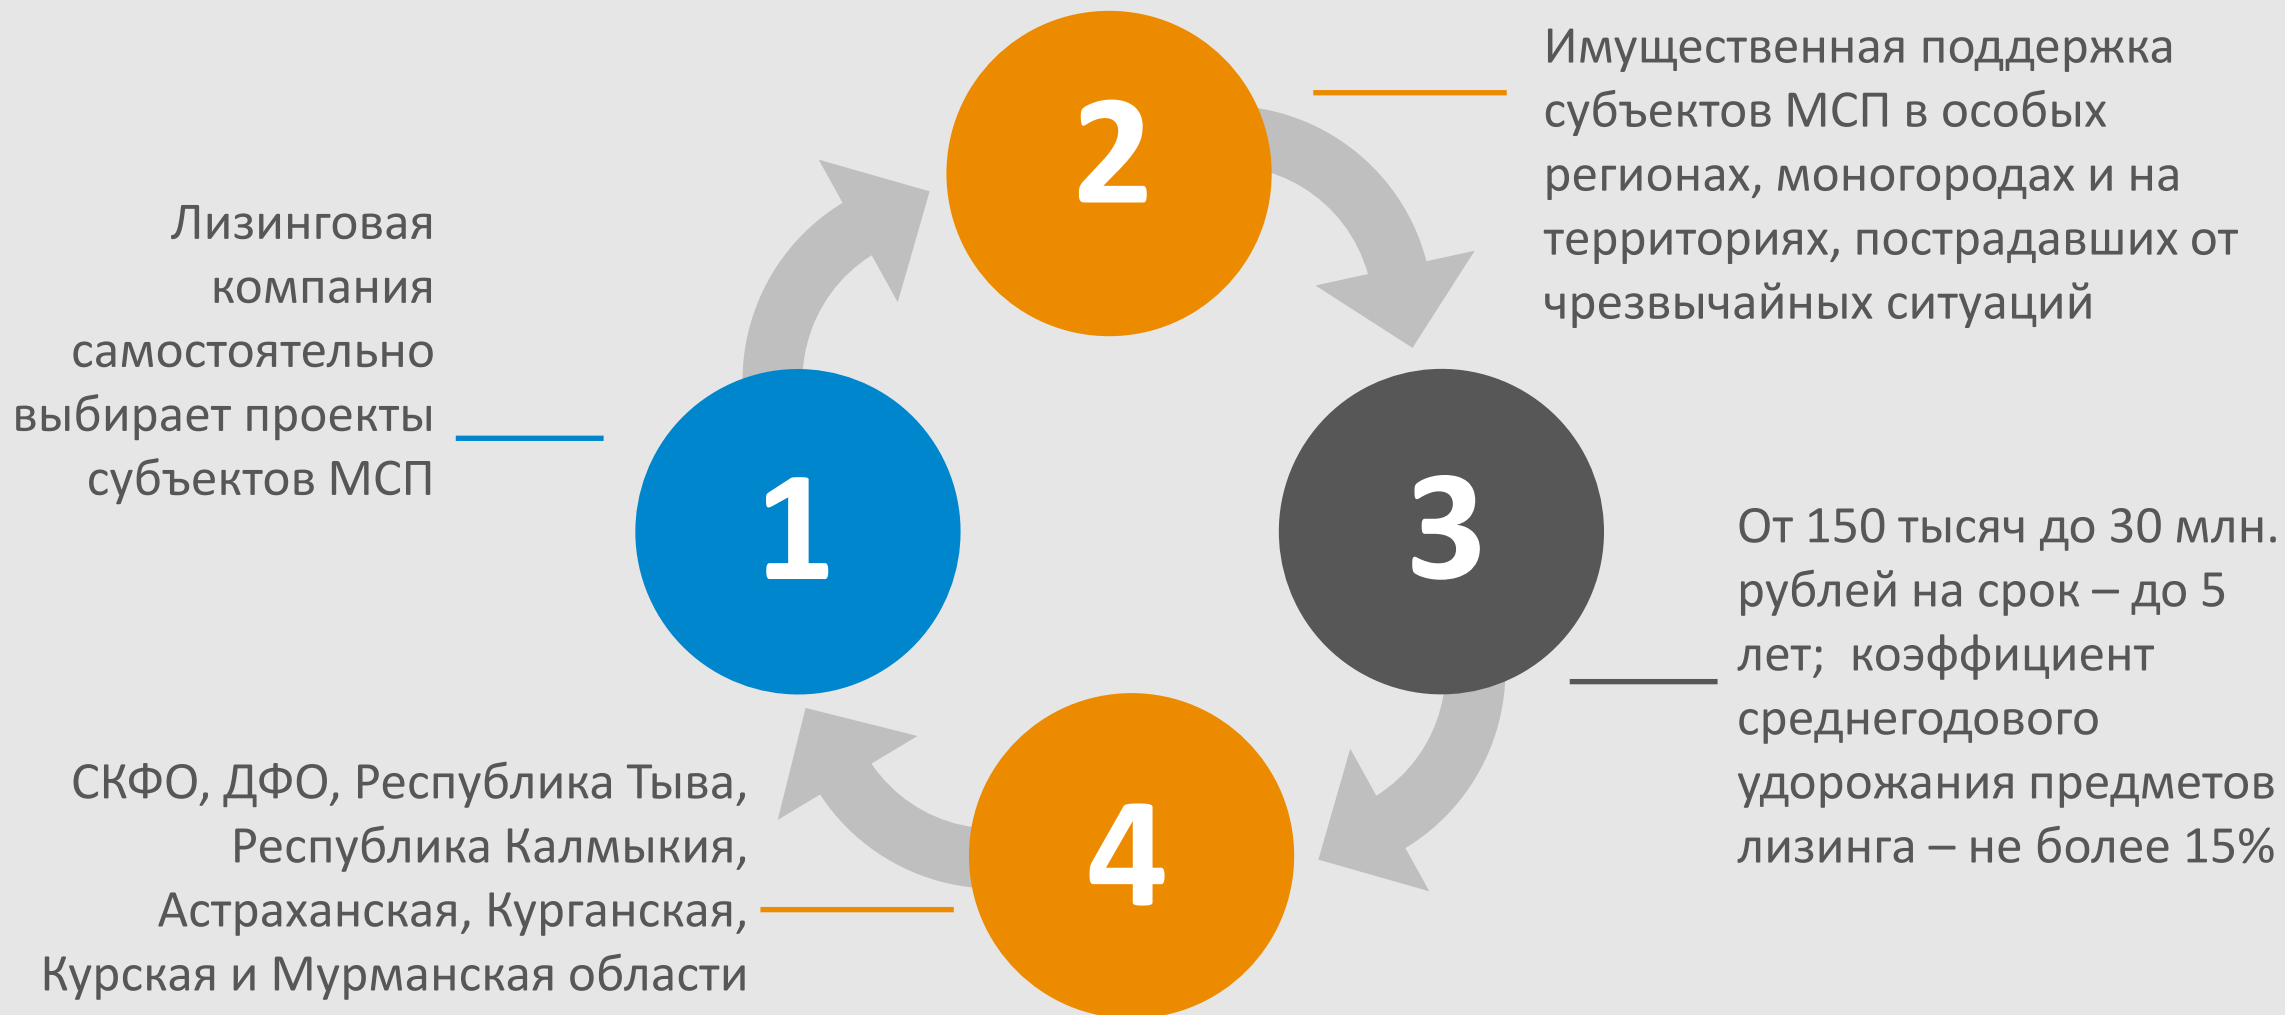 1
Лизинговая
компания
самостоятельно
выбирает проекты
субъектов МСП
2
Имущественная поддержка
субъектов МСП в особых
регионах, моногородах и на
территориях, пострадавших от
чрезвычайных ситуаций
3
От 150 тысяч до 30 млн.
рублей на срок – до 5
лет;  коэффициент
среднегодового
удорожания предметов
лизинга – не более 15%
4
СКФО, ДФО, Республика Тыва,
Республика Калмыкия,
Астраханская, Курганская,
Курская и Мурманская области